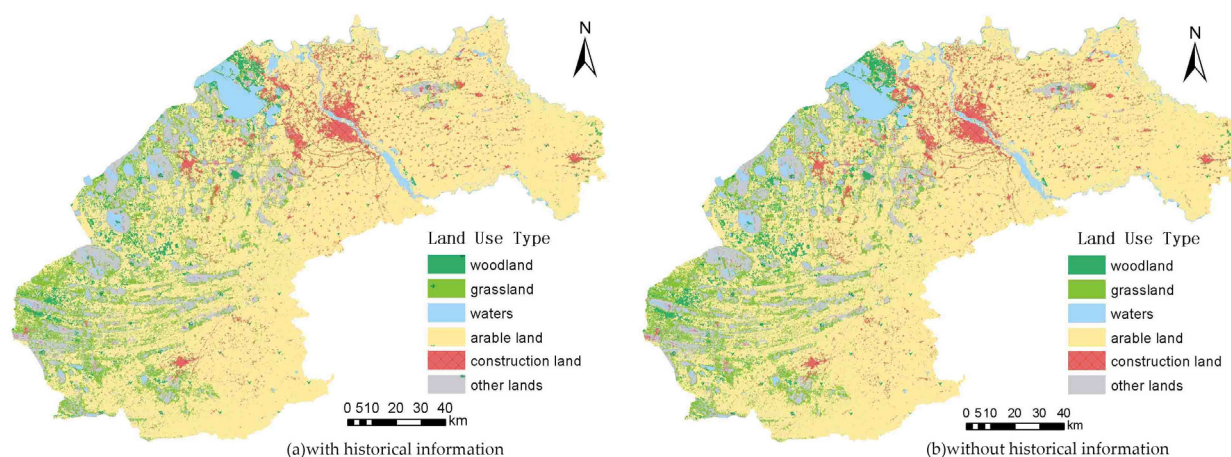 N
Land Use Type
woodland
grassland
waters
arable land
construction land
other lands
0 510 20 30 40
km
(a)with historical information
N
Land Use Type
woodland
grassland
waters
arable land
construction land
other lands
0 510 20 30 40
km
(b)without historical information